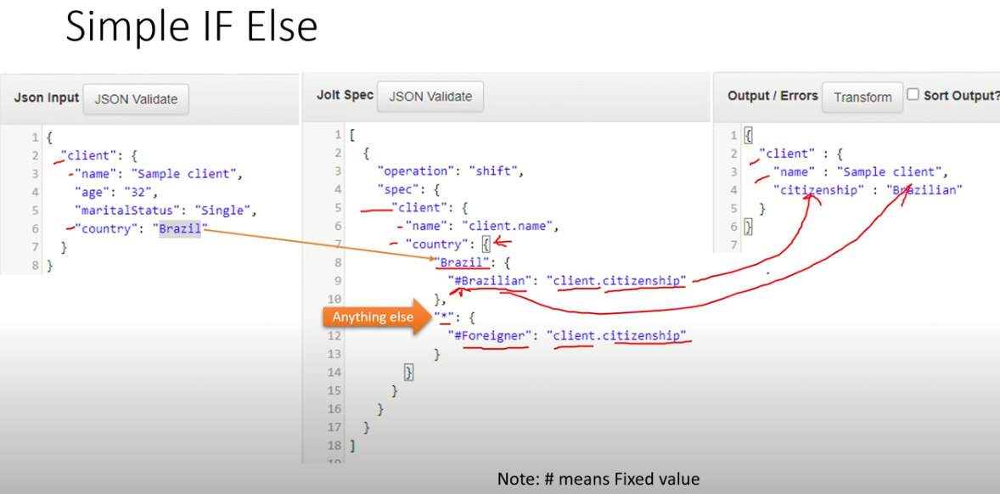 Simple IF Else
Json Input JSON Validate
1 {
2 "client": {
3 "name": "Sample client",
4 "age": "32",
5 "maritalStatus": "Single",
6 "country": "Brazil"
7 }
8 }
Jolt Spec JSON Validate
1 [
2 {
3 "operation": "shift",
4 "spec": {
5 "client": {
6 "name": "client.name",
7 "country": {
8 "Brazil": {
9 "#Brazilian": "client.citizenship"
10 },
Anything else "*": {
12 "#Foreigner": "client.citizenship"
13 }
14 }
15 }
16 }
17 }
18 ]
Output / Errors Transform Sort Output?
1 {
2 "client" : {
3 "name" : "Sample client",
4 "citizenship" : "Brazilian"
5 }
6 }
7
Note: # means Fixed value